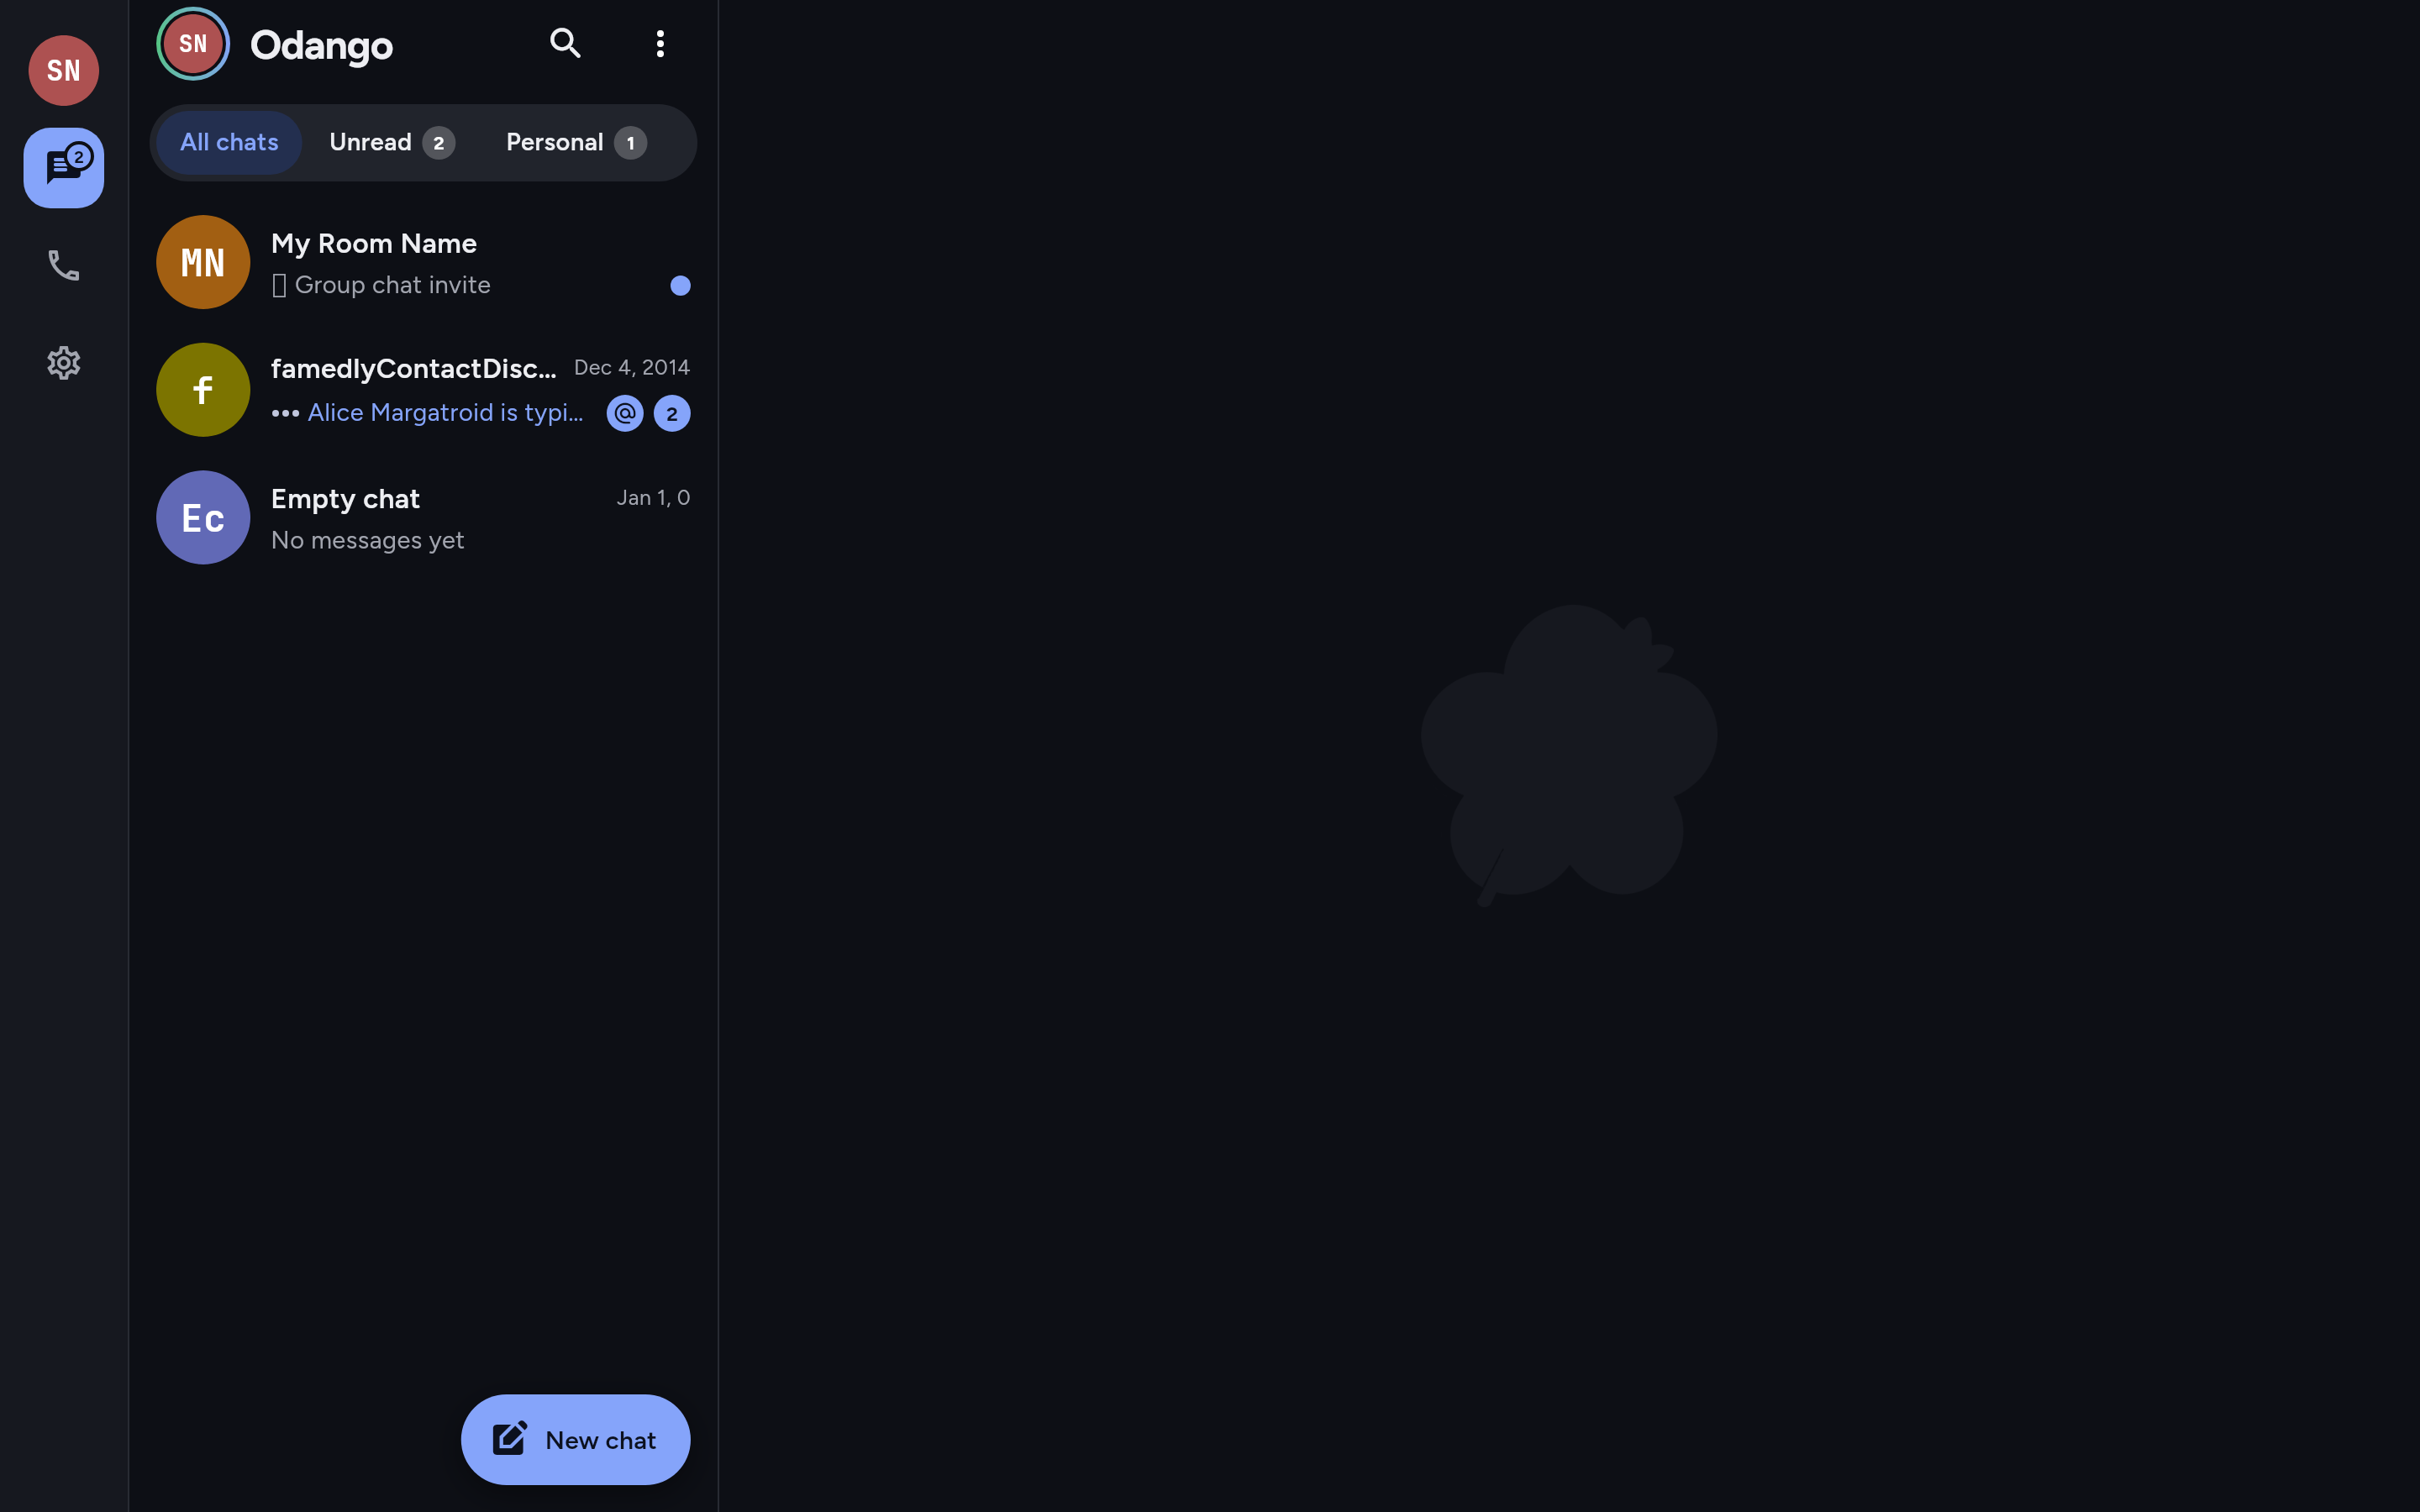 SN
2
SN
Odango
All chats
Unread 2
Personal 1
MN
My Room Name
Group chat invite
f
famedlyContactDisc...
Dec 4, 2014
Alice Margatroid is typi...
@ 2
Ec
Empty chat
Jan 1, 0
No messages yet
New chat